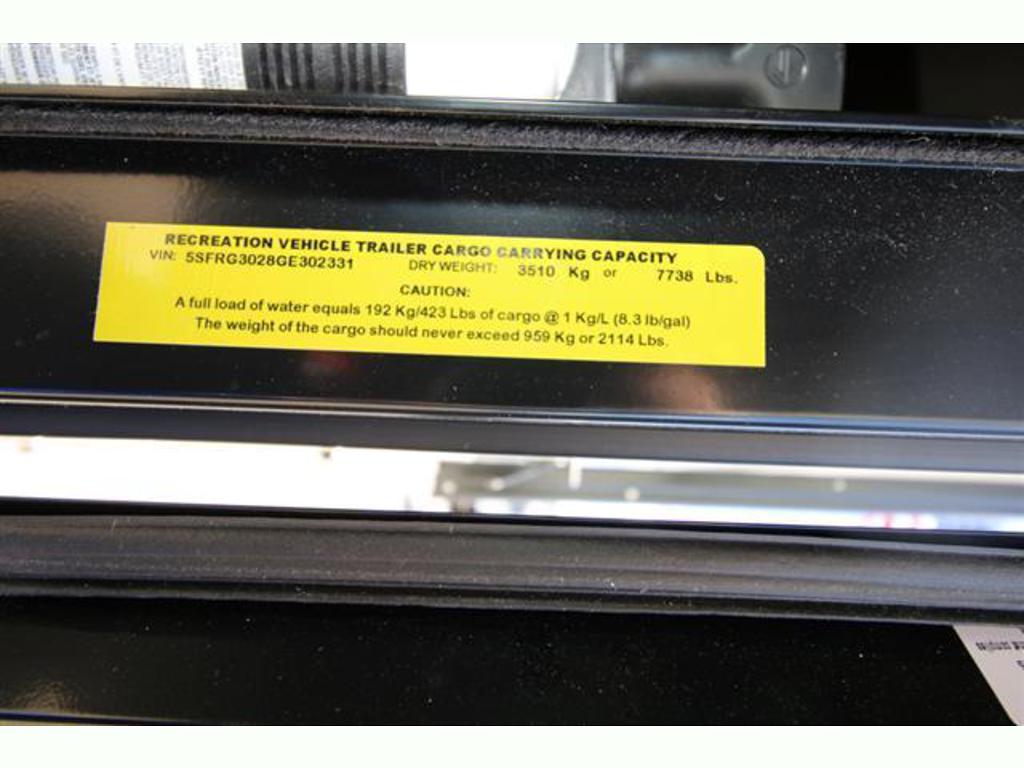 RECREATION VEHICLE TRAILER CARGO CARRYING CAPACITY
VIN: 5SFRG3028GE302331 DRY WEIGHT: 3510 Kg or 7738 Lbs.
CAUTION:
A full load of water equals 192 Kg/423 Lbs of cargo @ 1 Kg/L (8.3 lb/gal)
The weight of the cargo should never exceed 959 Kg or 2114 Lbs.